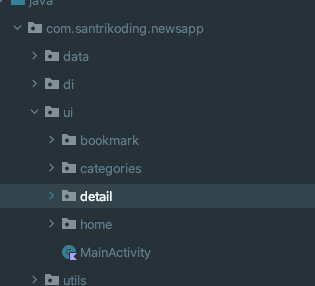 java
com.santrikoding.newsapp
data
di
ui
bookmark
categories
detail
home
MainActivity
utils